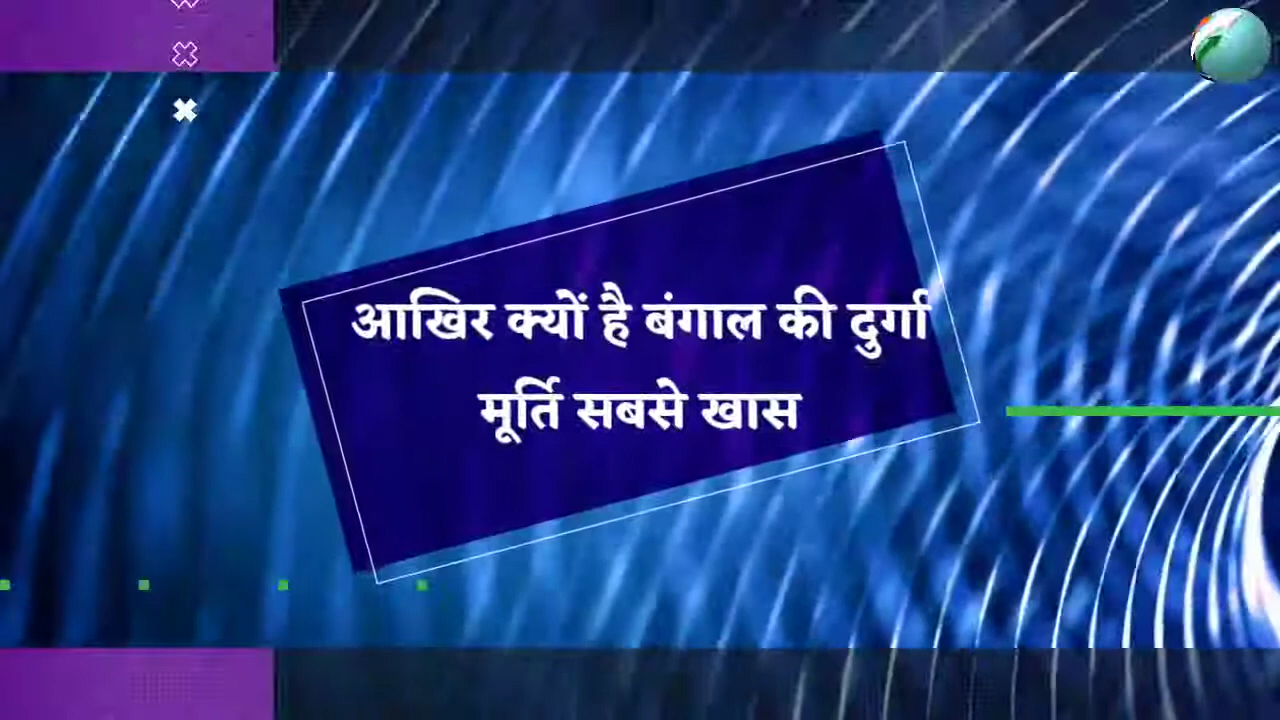 आखिर क्यों है बंगाल की दुर्गा
मूर्ति सबसे खास